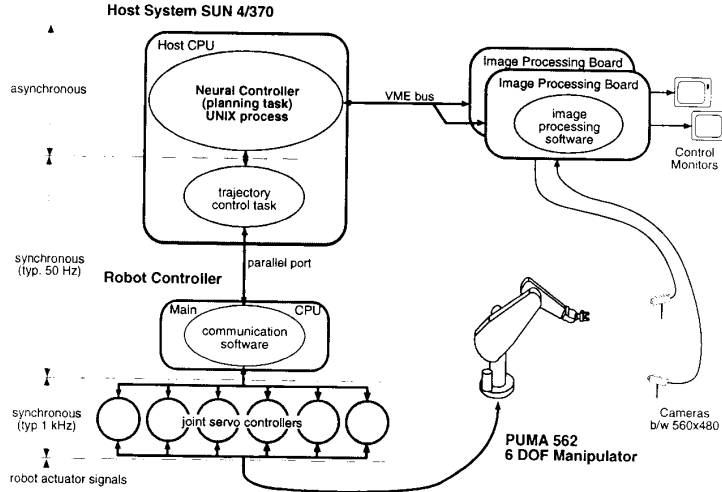 Host System SUN 4/370
Host CPU
asynchronous
Neural Controller
(planning task)
UNIX process
VME bus
Image Processing Board
Image Processing Board
image
processing
software
Control
Monitors
trajectory
control task
synchronous
(typ. 50 Hz)
parallel port
Robot Controller
Main
CPU
communication
software
synchronous
(typ 1 kHz)
joint servo controllers
robot actuator signals
PUMA 562
6 DOF Manipulator
Cameras
b/w 560x480